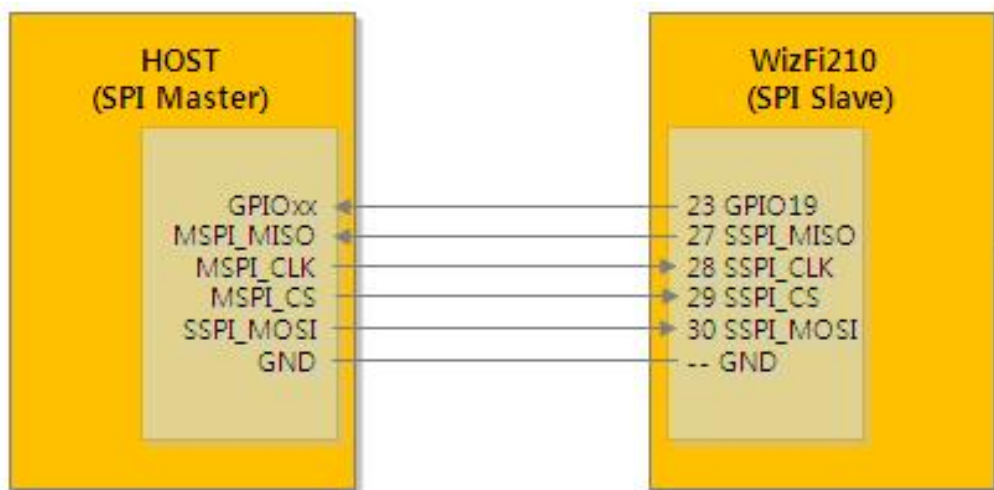 HOST
(SPI Master)
GPIOxx
MSPI_MISO
MSPI_CLK
MSPI_CS
SSPI_MOSI
GND
WizFi210
(SPI Slave)
23 GPIO19
27 SSPI_MISO
28 SSPI_CLK
29 SSPI_CS
30 SSPI_MOSI
-- GND